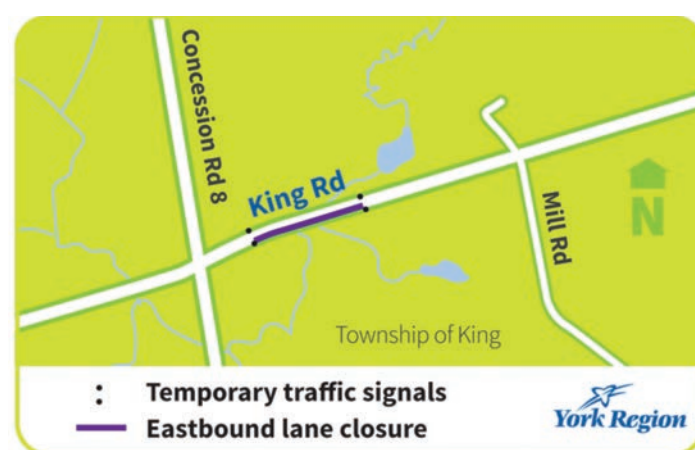 Concession Rd 8
King Rd
Mill Rd
N
Township of King
Temporary traffic signals
Eastbound lane closure
York Region